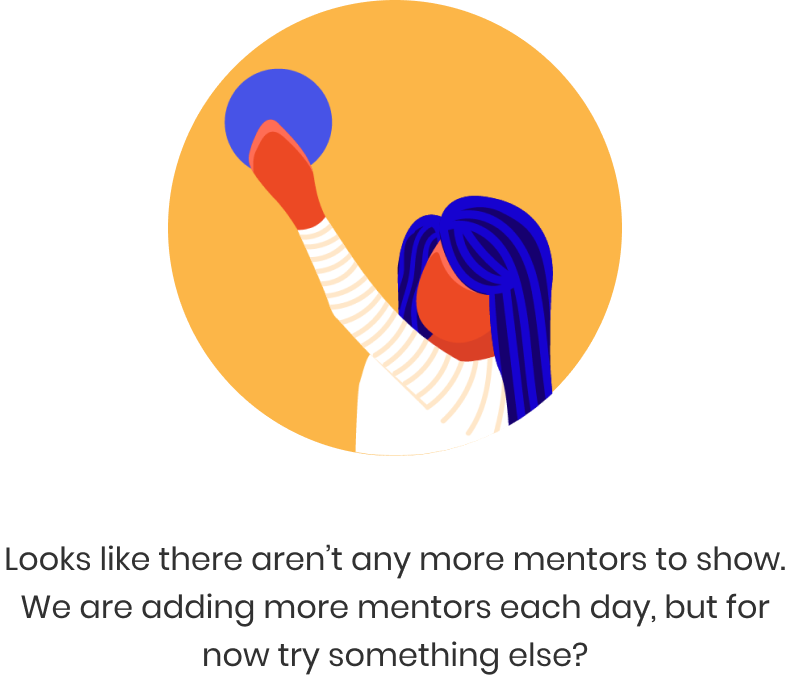 Looks like there aren’t any more mentors to show.
We are adding more mentors each day, but for
now try something else?